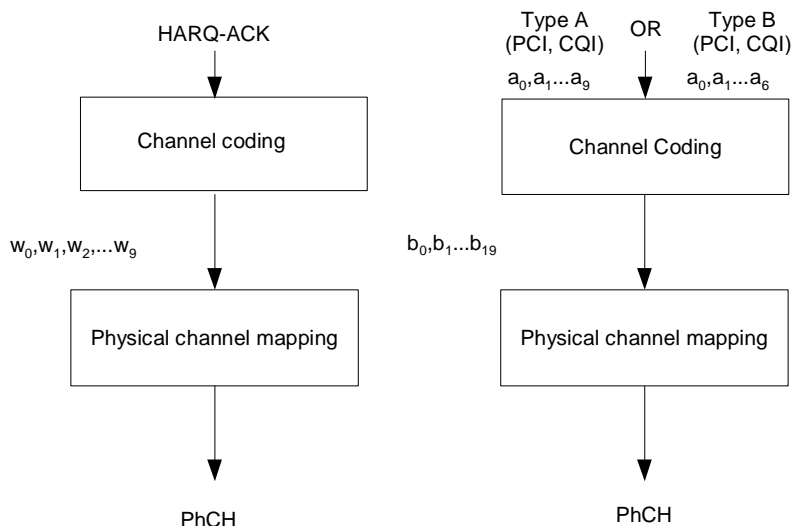 HARQ-ACK
Channel coding
w₀,w₁,w₂,...w₉
Physical channel mapping
PhCH
Type A
(PCI, CQI)
OR
Type B
(PCI, CQI)
a₀,a₁...a₉
a₀,a₁...a₆
Channel Coding
b₀,b₁...b₁₉
Physical channel mapping
PhCH